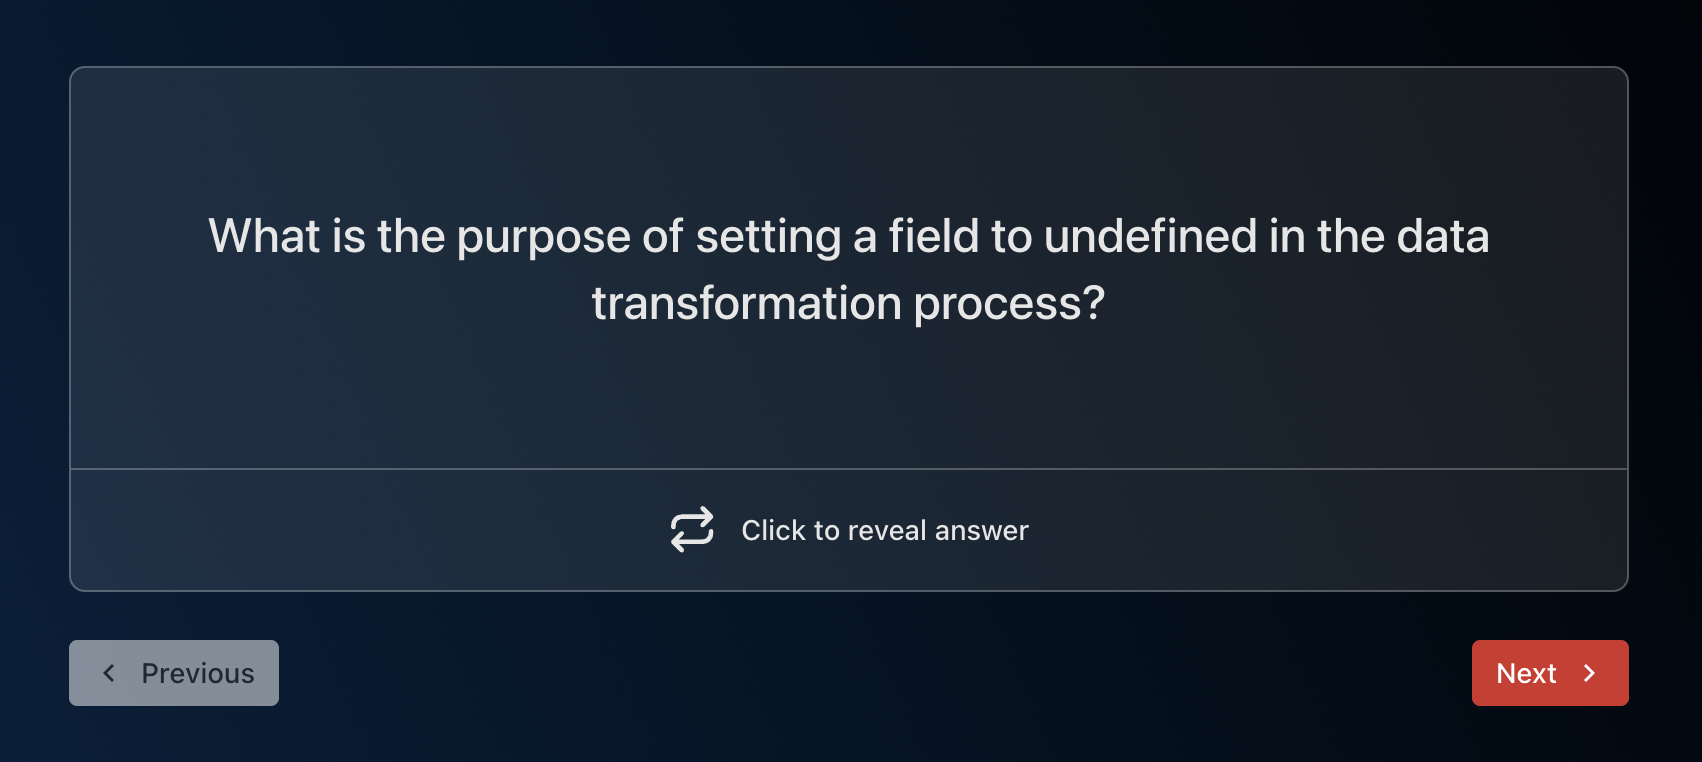 What is the purpose of setting a field to undefined in the data
transformation process?
Click to reveal answer
Previous
Next